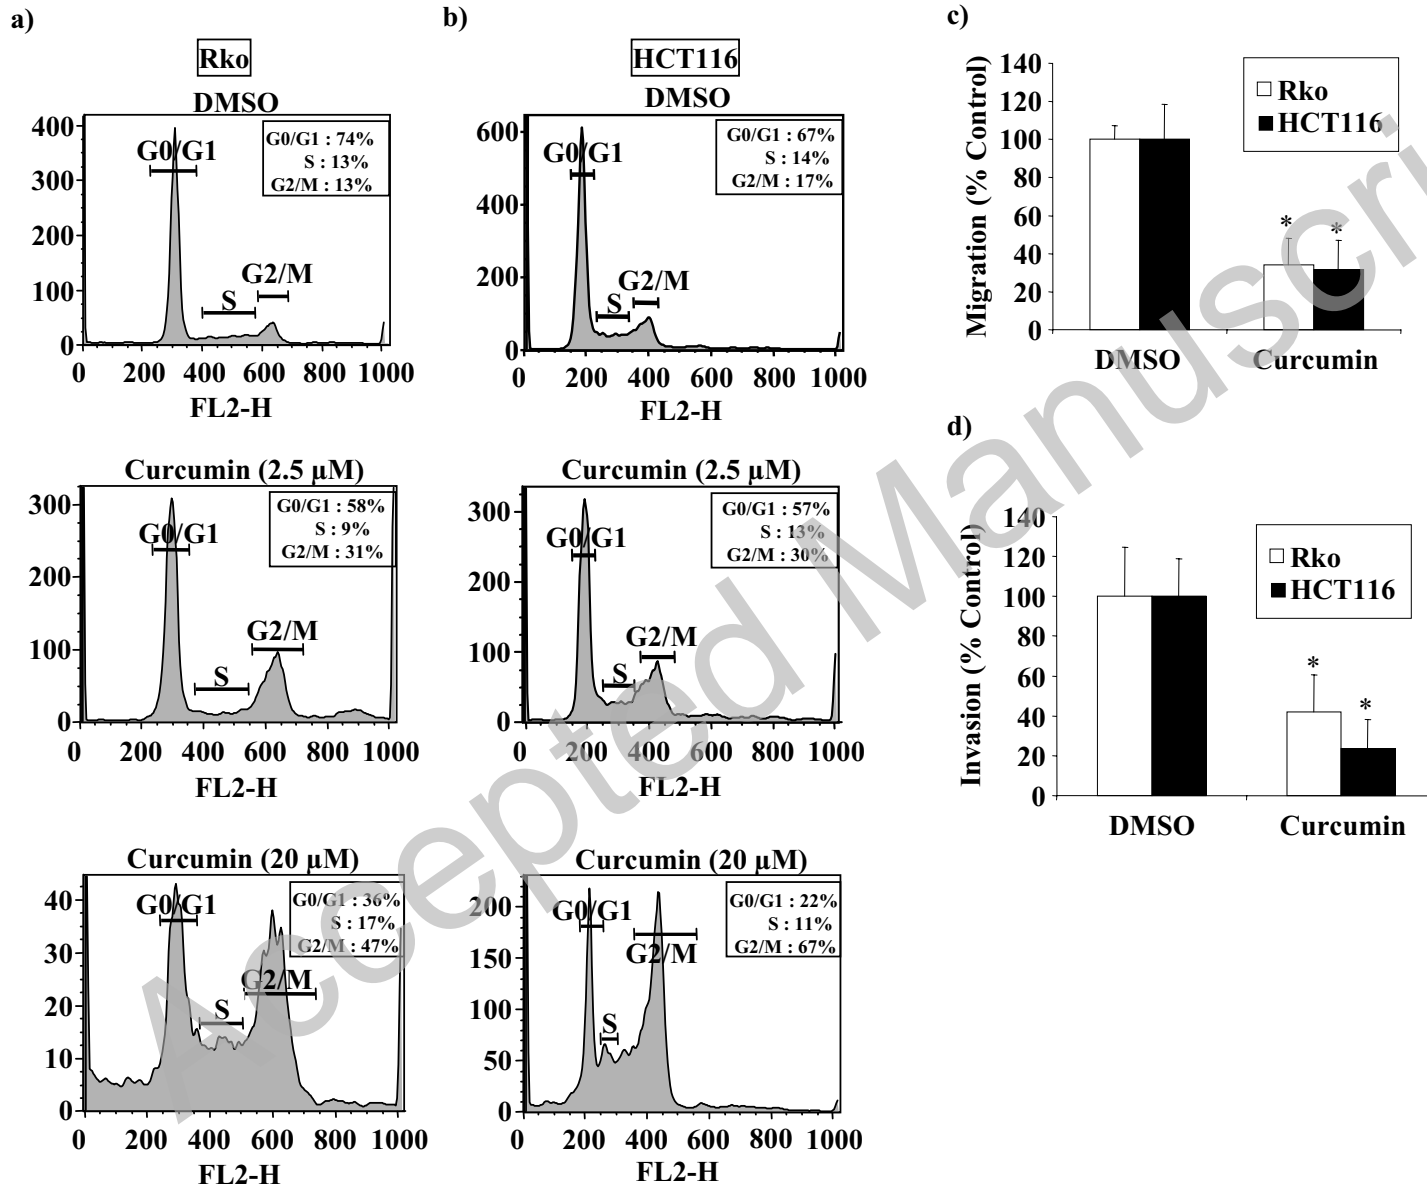 a)
Rko
DMSO
400
300
200
100
0
G0/G1
S
G2/M
G0/G1 : 74%
S : 13%
G2/M : 13%
0 200 400 600 800 1000
FL2-H
Curcumin (2.5 µM)
300
200
100
0
G0/G1
S
G2/M
G0/G1 : 58%
S : 9%
G2/M : 31%
0 200 400 600 800 1000
FL2-H
Curcumin (20 µM)
40
30
20
10
0
G0/G1
S
G2/M
G0/G1 : 36%
S : 17%
G2/M : 47%
0 200 400 600 800 1000
FL2-H
b)
HCT116
DMSO
600
400
200
0
G0/G1
S
G2/M
G0/G1 : 67%
S : 14%
G2/M : 17%
0 200 400 600 800 1000
FL2-H
Curcumin (2.5 µM)
300
200
100
0
G0/G1
S
G2/M
G0/G1 : 57%
S : 13%
G2/M : 30%
0 200 400 600 800 1000
FL2-H
Curcumin (20 µM)
200
150
100
50
0
G0/G1
S
G2/M
G0/G1 : 22%
S : 11%
G2/M : 67%
0 200 400 600 800 1000
FL2-H
c)
Migration (% Control)
140
120
100
80
60
40
20
0
Rko
HCT116
* *
DMSO Curcumin
d)
Invasion (% Control)
140
120
100
80
60
40
20
0
Rko
HCT116
* *
DMSO Curcumin
Accepted Manuscri